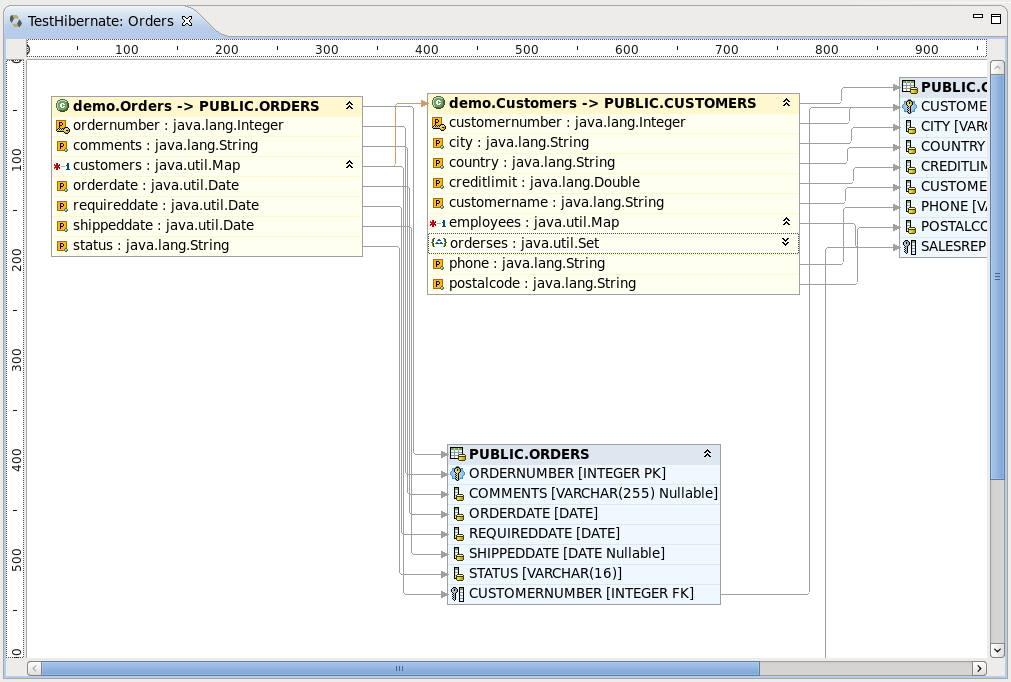 TestHibernate: Orders
0 100 200 300 400 500 600 700 800 900
100
200
300
400
500
demo.Orders -> PUBLIC.ORDERS
ordernumber : java.lang.Integer
comments : java.lang.String
customers : java.util.Map
orderdate : java.util.Date
requireddate : java.util.Date
shippeddate : java.util.Date
status : java.lang.String
demo.Customers -> PUBLIC.CUSTOMERS
customernumber : java.lang.Integer
city : java.lang.String
country : java.lang.String
creditlimit : java.lang.Double
customername : java.lang.String
employees : java.util.Map
orderses : java.util.Set
phone : java.lang.String
postalcode : java.lang.String
PUBLIC.C
CUSTOME
CITY [VARC
COUNTRY
CREDITLIM
CUSTOME
PHONE [VA
POSTALCO
SALESREP
PUBLIC.ORDERS
ORDERNUMBER [INTEGER PK]
COMMENTS [VARCHAR(255) Nullable]
ORDERDATE [DATE]
REQUIREDDATE [DATE]
SHIPPEDDATE [DATE Nullable]
STATUS [VARCHAR(16)]
CUSTOMERNUMBER [INTEGER FK]